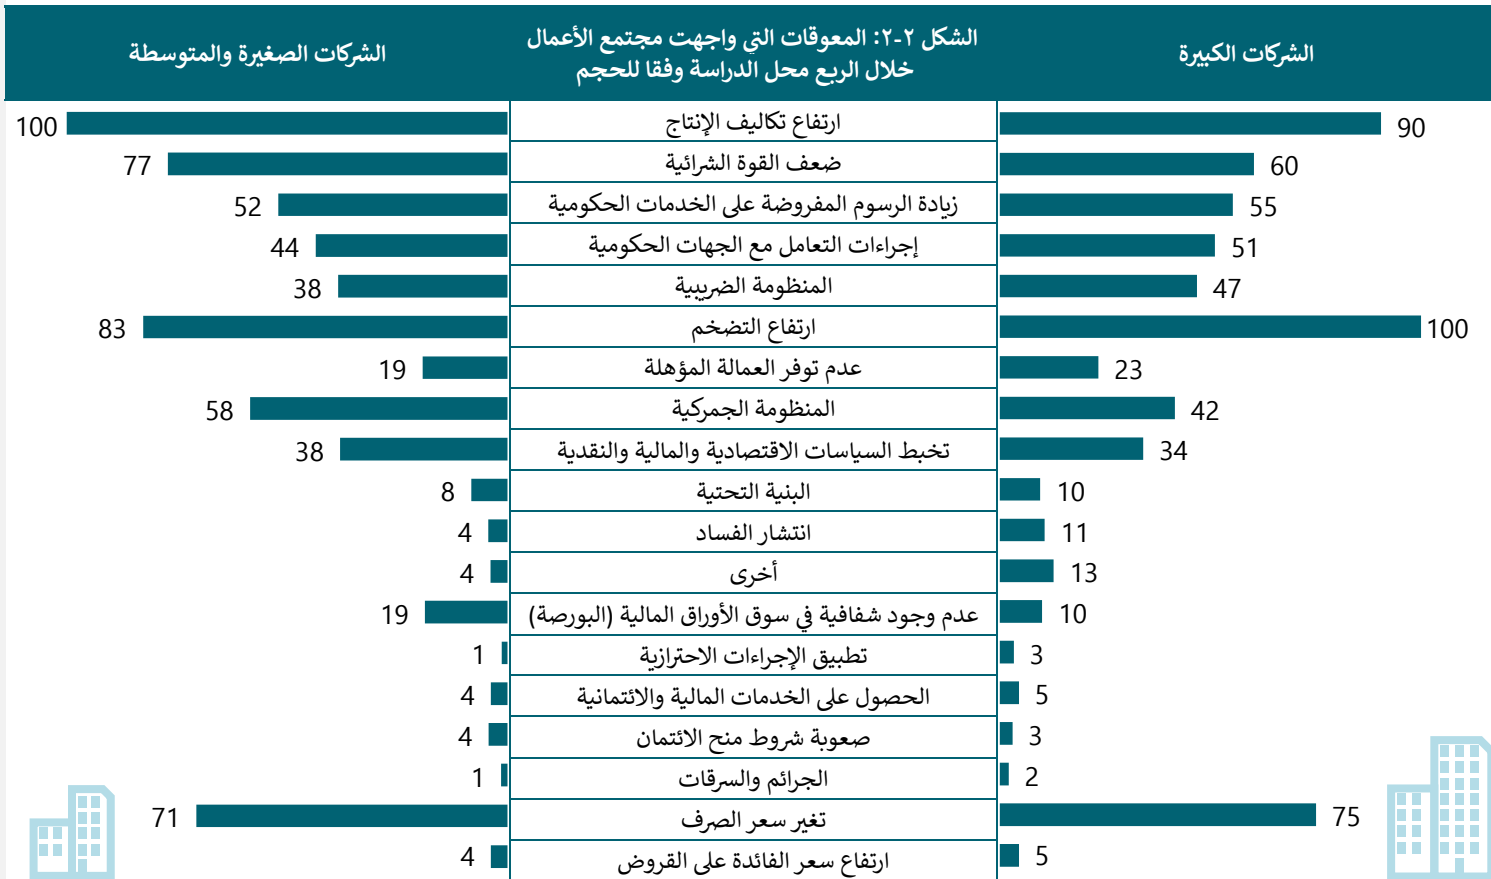 الشركات الكبيرة
الشكل ٢-٢: المعوقات التي واجهت مجتمع الأعمال
خلال الربع محل الدراسة وفقا للحجم
الشركات الصغيرة والمتوسطة
90 ارتفاع تكاليف الإنتاج 100
60 ضعف القوة الشرائية 77
55 زيادة الرسوم المفروضة على الخدمات الحكومية 52
51 إجراءات التعامل مع الجهات الحكومية 44
47 المنظومة الضريبية 38
100 ارتفاع التضخم 83
23 عدم توفر العمالة المؤهلة 19
42 المنظومة الجمركية 58
34 تخبط السياسات الاقتصادية والمالية والنقدية 38
10 البنية التحتية 8
11 انتشار الفساد 4
13 أخرى 4
10 عدم وجود شفافية في سوق الأوراق المالية (البورصة) 19
3 تطبيق الإجراءات الاحترازية 1
5 الحصول على الخدمات المالية والائتمانية 4
3 صعوبة شروط منح الائتمان 4
2 الجرائم والسرقات 1
75 تغير سعر الصرف 71
5 ارتفاع سعر الفائدة على القروض 4